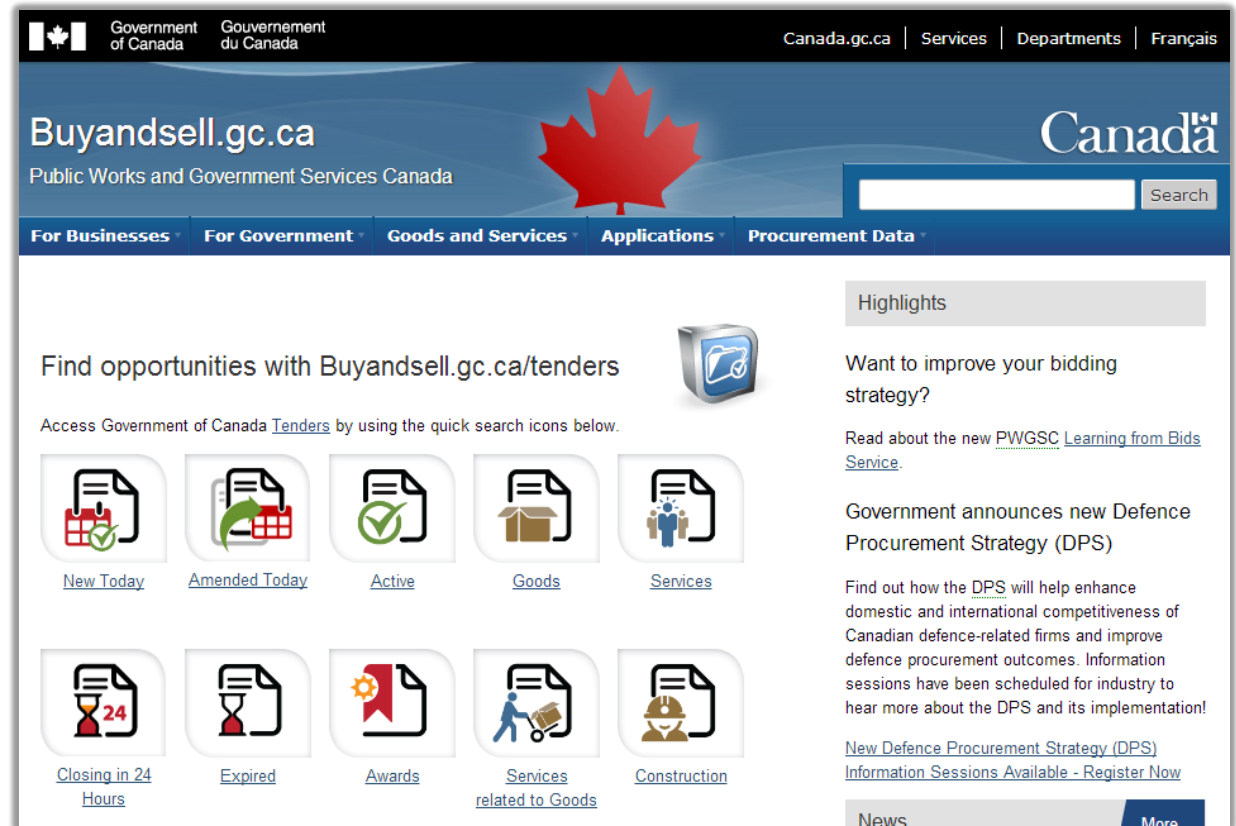 Government of Canada
Gouvernement du Canada
Canada.gc.ca | Services | Departments | Français
Buyandsell.gc.ca
Public Works and Government Services Canada
Canada
Search
For Businesses
For Government
Goods and Services
Applications
Procurement Data
Find opportunities with Buyandsell.gc.ca/tenders
Access Government of Canada Tenders by using the quick search icons below.
New Today
Amended Today
Active
Goods
Services
24
Closing in 24
Hours
Expired
Awards
Services
related to Goods
Construction
Highlights
Want to improve your bidding
strategy?
Read about the new PWGSC Learning from Bids
Service.
Government announces new Defence
Procurement Strategy (DPS)
Find out how the DPS will help enhance
domestic and international competitiveness of
Canadian defence-related firms and improve
defence procurement outcomes. Information
sessions have been scheduled for industry to
hear more about the DPS and its implementation!
New Defence Procurement Strategy (DPS)
Information Sessions Available - Register Now
News
More